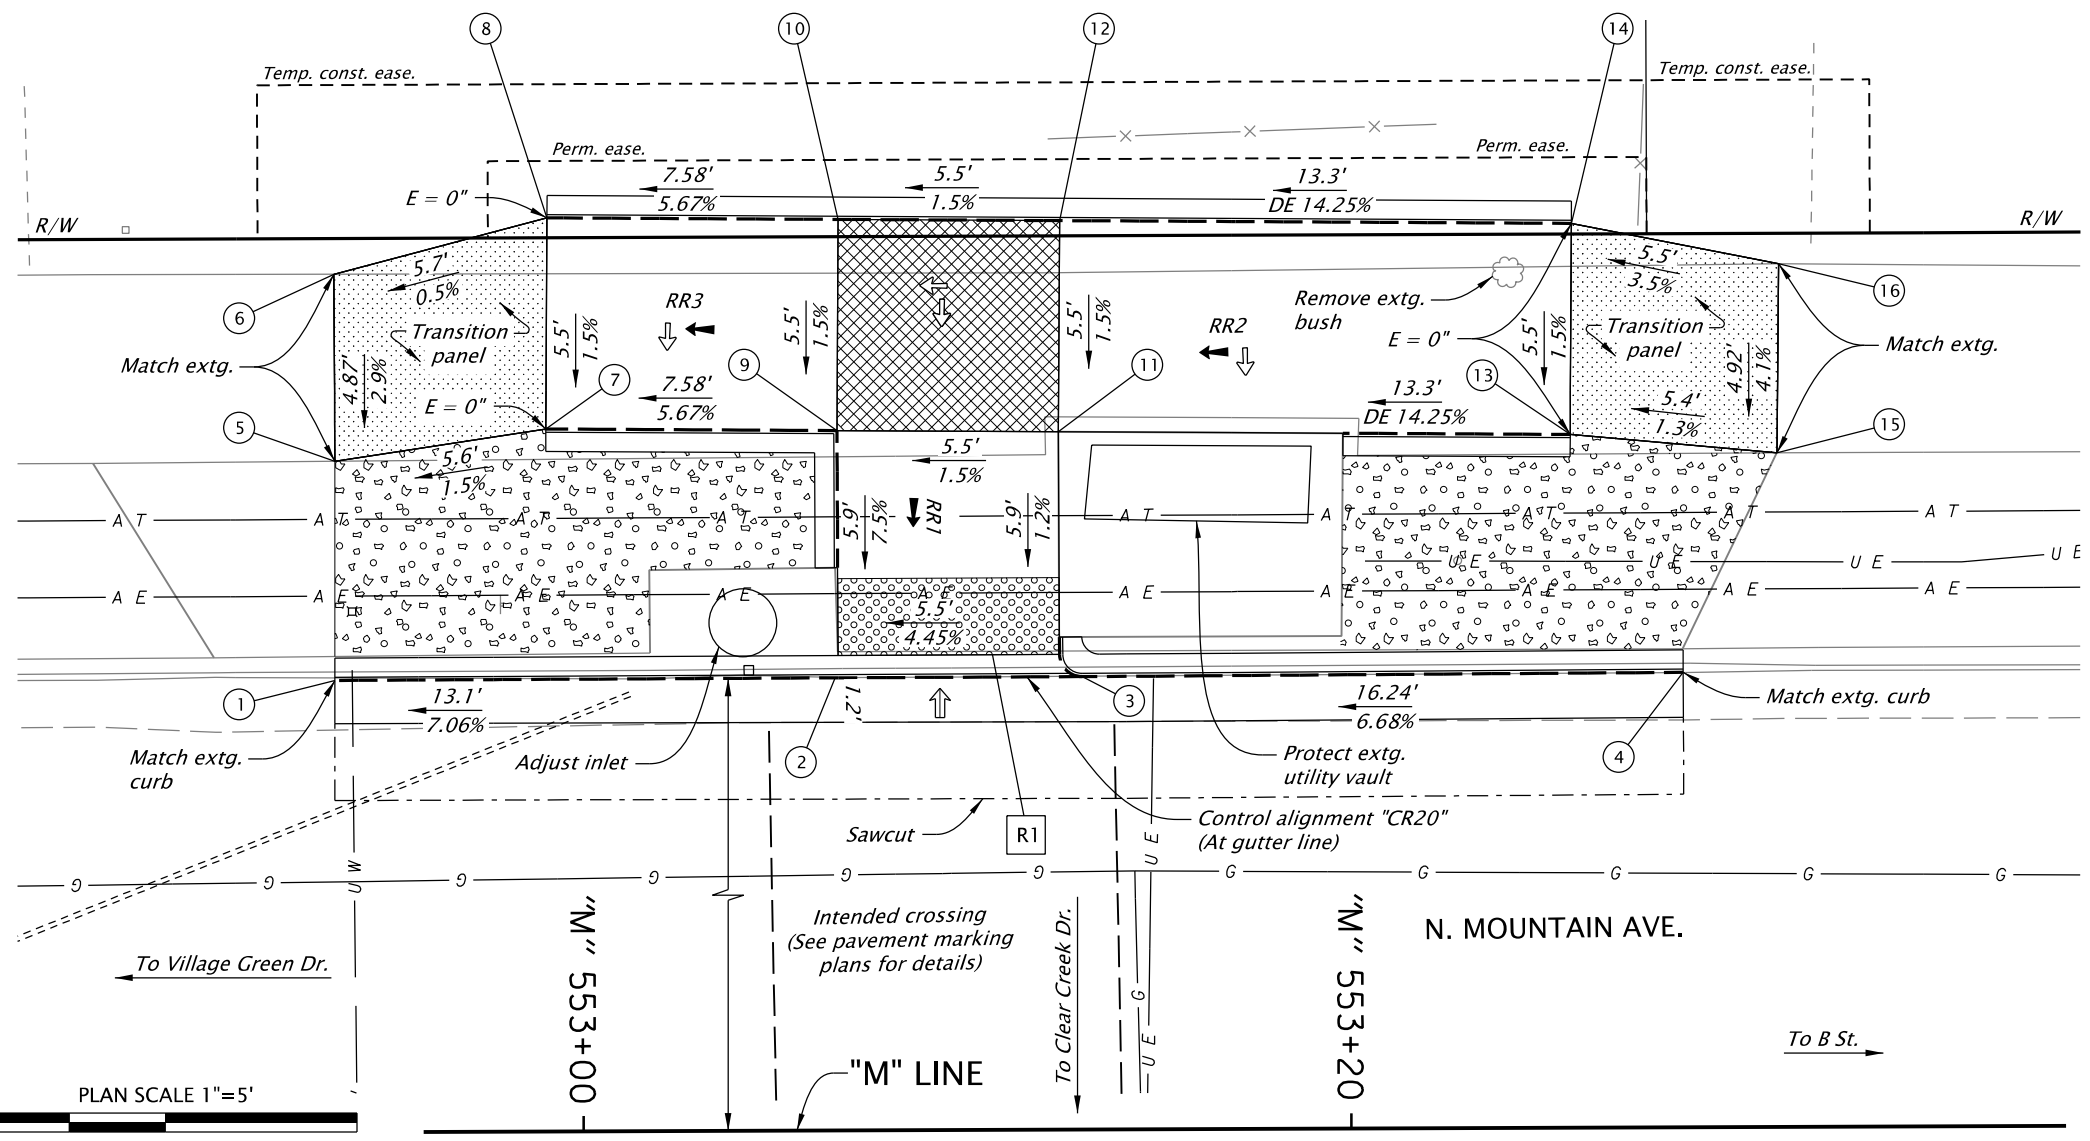 8
10
12
14
Temp. const. ease.
Temp. const. ease.
Perm. ease.
Perm. ease.
E = 0"
7.58'
5.67%
5.5'
1.5%
13.3'
DE 14.25%
R/W
R/W
5.7'
0.5%
5.5'
3.5%
6
16
RR3
RR2
Remove extg.
bush
E = 0"
Transition
panel
Transition
panel
5.5'
1.5%
5.5'
1.5%
5.5'
1.5%
5.5'
1.5%
Match extg.
Match extg.
4.87'
2.9%
4.92'
4.1%
7
9
11
13
E = 0"
7.58'
5.67%
13.3'
DE 14.25%
5.4'
1.3%
5
15
5.6'
1.5%
5.5'
1.5%
5.9'
7.5%
RR1
5.9'
1.2%
A T
A T
A T
A T
A T
A T
A T
A T
A T
U E
U E
U E
U E
A E
A E
A E
A E
A E
A E
A E
A E
A E
A E
5.5'
4.45%
1
13.1'
7.06%
1.2'
3
16.24'
6.68%
Match extg. curb
Match extg.
curb
Adjust inlet
2
Protect extg.
utility vault
4
Sawcut
R1
Control alignment "CR20"
(At gutter line)
U W
U E
G
G
G
G
G
G
G
G
G
G
G
"M" 553+00
Intended crossing
(See pavement marking
plans for details)
To Clear Creek Dr.
G
U E
"M" 553+20
N. MOUNTAIN AVE.
To Village Green Dr.
To B St.
"M" LINE
PLAN SCALE 1"=5'